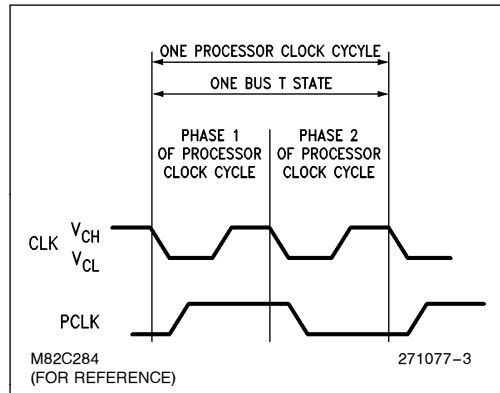 ONE PROCESSOR CLOCK CYCYLE
ONE BUS T STATE
PHASE 1
OF PROCESSOR
CLOCK CYCLE
PHASE 2
OF PROCESSOR
CLOCK CYCLE
CLK
VCH
VCL
PCLK
M82C284
(FOR REFERENCE)
271077-3